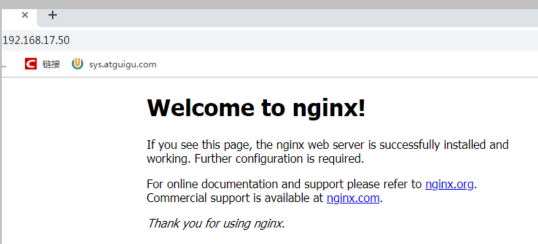 192.168.17.50
链接
sys.atguigu.com
Welcome to nginx!
If you see this page, the nginx web server is successfully installed and
working. Further configuration is required.
For online documentation and support please refer to nginx.org.
Commercial support is available at nginx.com.
Thank you for using nginx.